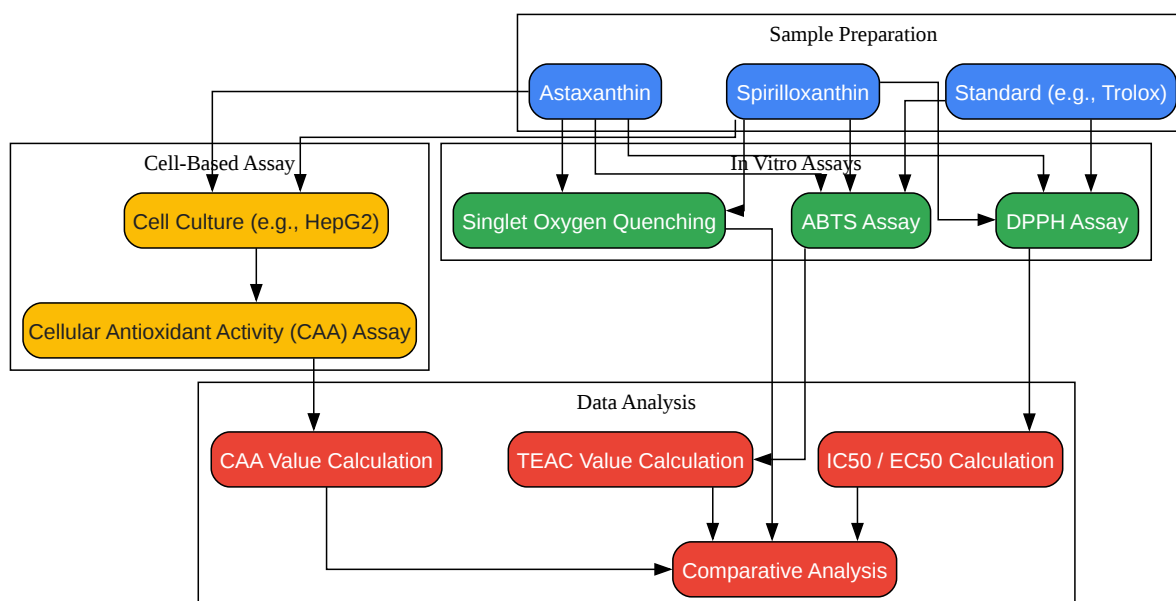 Sample Preparation
Astaxanthin
Spirilloxanthin
Standard (e.g., Trolox)
Cell-Based Assay
In Vitro Assays
Cell Culture (e.g., HepG2)
Singlet Oxygen Quenching
ABTS Assay
DPPH Assay
Cellular Antioxidant Activity (CAA) Assay
Data Analysis
CAA Value Calculation
TEAC Value Calculation
IC50 / EC50 Calculation
Comparative Analysis